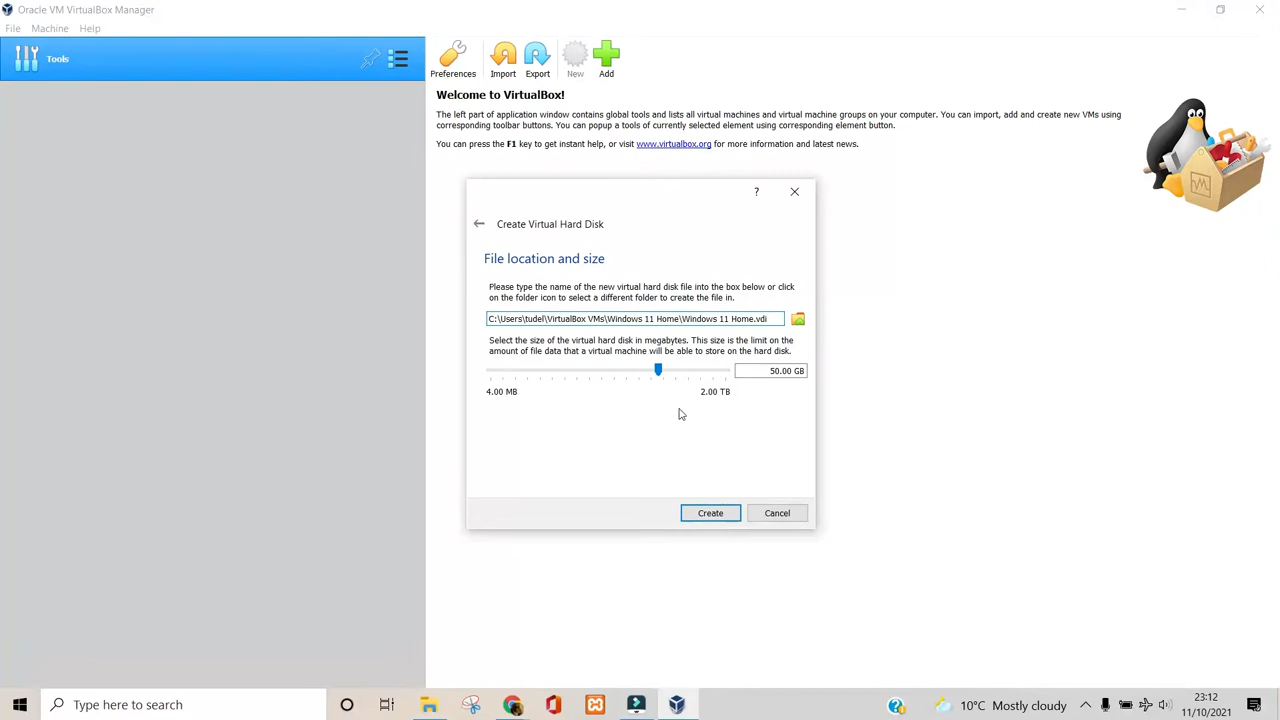 Oracle VM VirtualBox Manager
File Machine Help
Tools
Preferences Import Export New Add
Welcome to VirtualBox!
The left part of application window contains global tools and lists all virtual machines and virtual machine groups on your computer. You can import, add and create new VMs using
corresponding toolbar buttons. You can popup a tools of currently selected element using corresponding element button.
You can press the F1 key to get instant help, or visit www.virtualbox.org for more information and latest news.
?
Create Virtual Hard Disk
File location and size
Please type the name of the new virtual hard disk file into the box below or click
on the folder icon to select a different folder to create the file in.
C:\Users\tudel\VirtualBox VMs\Windows 11 Home\Windows 11 Home.vdi
Select the size of the virtual hard disk in megabytes. This size is the limit on the
amount of file data that a virtual machine will be able to store on the hard disk.
50.00 GB
4.00 MB 2.00 TB
Create Cancel
Type here to search
10°C Mostly cloudy
23:12
11/10/2021